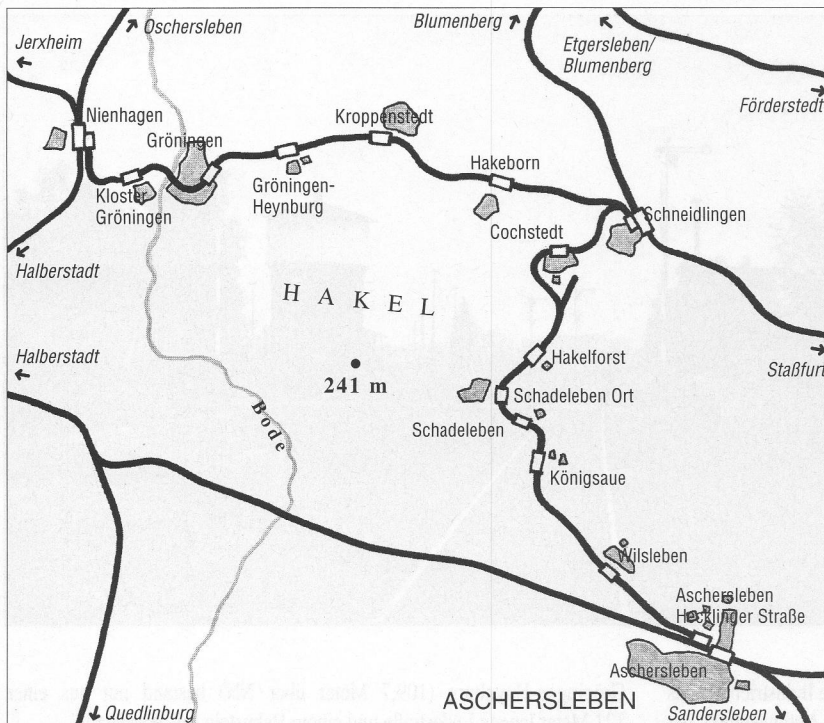 Oschersleben
Blumenberg
Jerxheim
Etgersleben/
Blumenberg
Förderstedt
Nienhagen
Gröningen
Kroppenstedt
Kloster
Gröningen
Gröningen-
Heynburg
Hakeborn
Schneidlingen
Cochstedt
Halberstadt
HAKEL
Halberstadt
241 m
Hakelforst
Staßfurt
Schadeleben Ort
Bode
Schadeleben
Königsaue
Wilsleben
Aschersleben
Hecklinger Straße
Aschersleben
ASCHERSLEBEN
Quedlinburg
Sandersleben